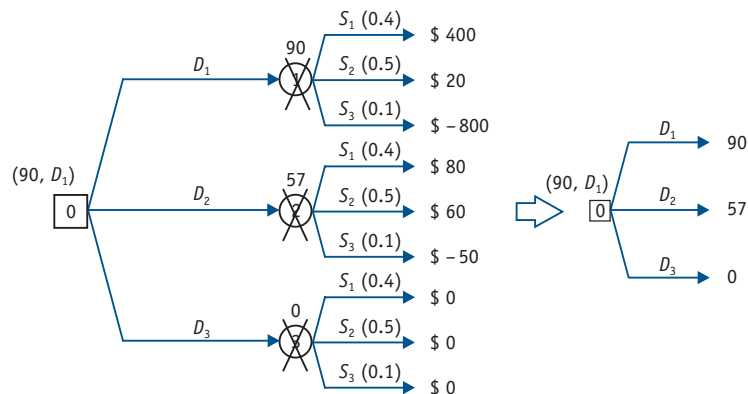 S₁ (0.4)
$ 400
90
D₁
1
S₂ (0.5)
$ 20
S₃ (0.1)
$ – 800
(90, D₁)
0
S₁ (0.4)
$ 80
57
D₂
2
S₂ (0.5)
$ 60
S₃ (0.1)
$ – 50
S₁ (0.4)
$ 0
0
D₃
3
S₂ (0.5)
$ 0
S₃ (0.1)
$ 0
D₁
90
(90, D₁)
0
D₂
57
D₃
0